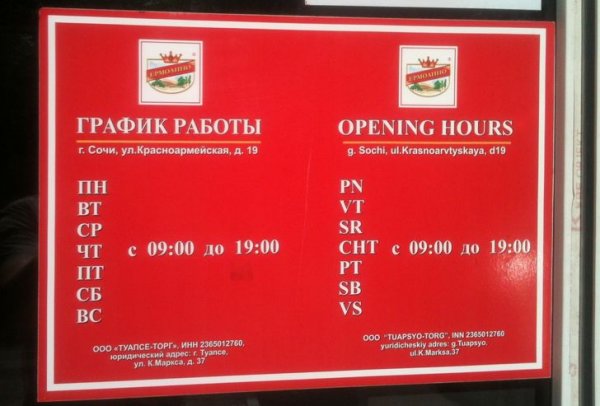 ЕРМОЛИНО
ГРАФИК РАБОТЫ
г. Сочи, ул.Красноармейская, д. 19
ПН
ВТ
СР
ЧТ с 09:00 до 19:00
ПТ
СБ
ВС
ООО «ТУАПСЕ-ТОРГ», ИНН 2365012760,
юридический адрес: г. Туапсе,
ул. К.Маркса, д. 37
ЕРМОЛИНО
OPENING HOURS
g. Sochi, ul.Krasnoarvtyskaya, d19
PN
VT
SR
CHT с 09:00 до 19:00
PT
SB
VS
ООО "TUAPSYO-TORG", INN 2365012760,
yuridicheskiy adres: g.Tuapsyo,
ul.K.Marksa,37